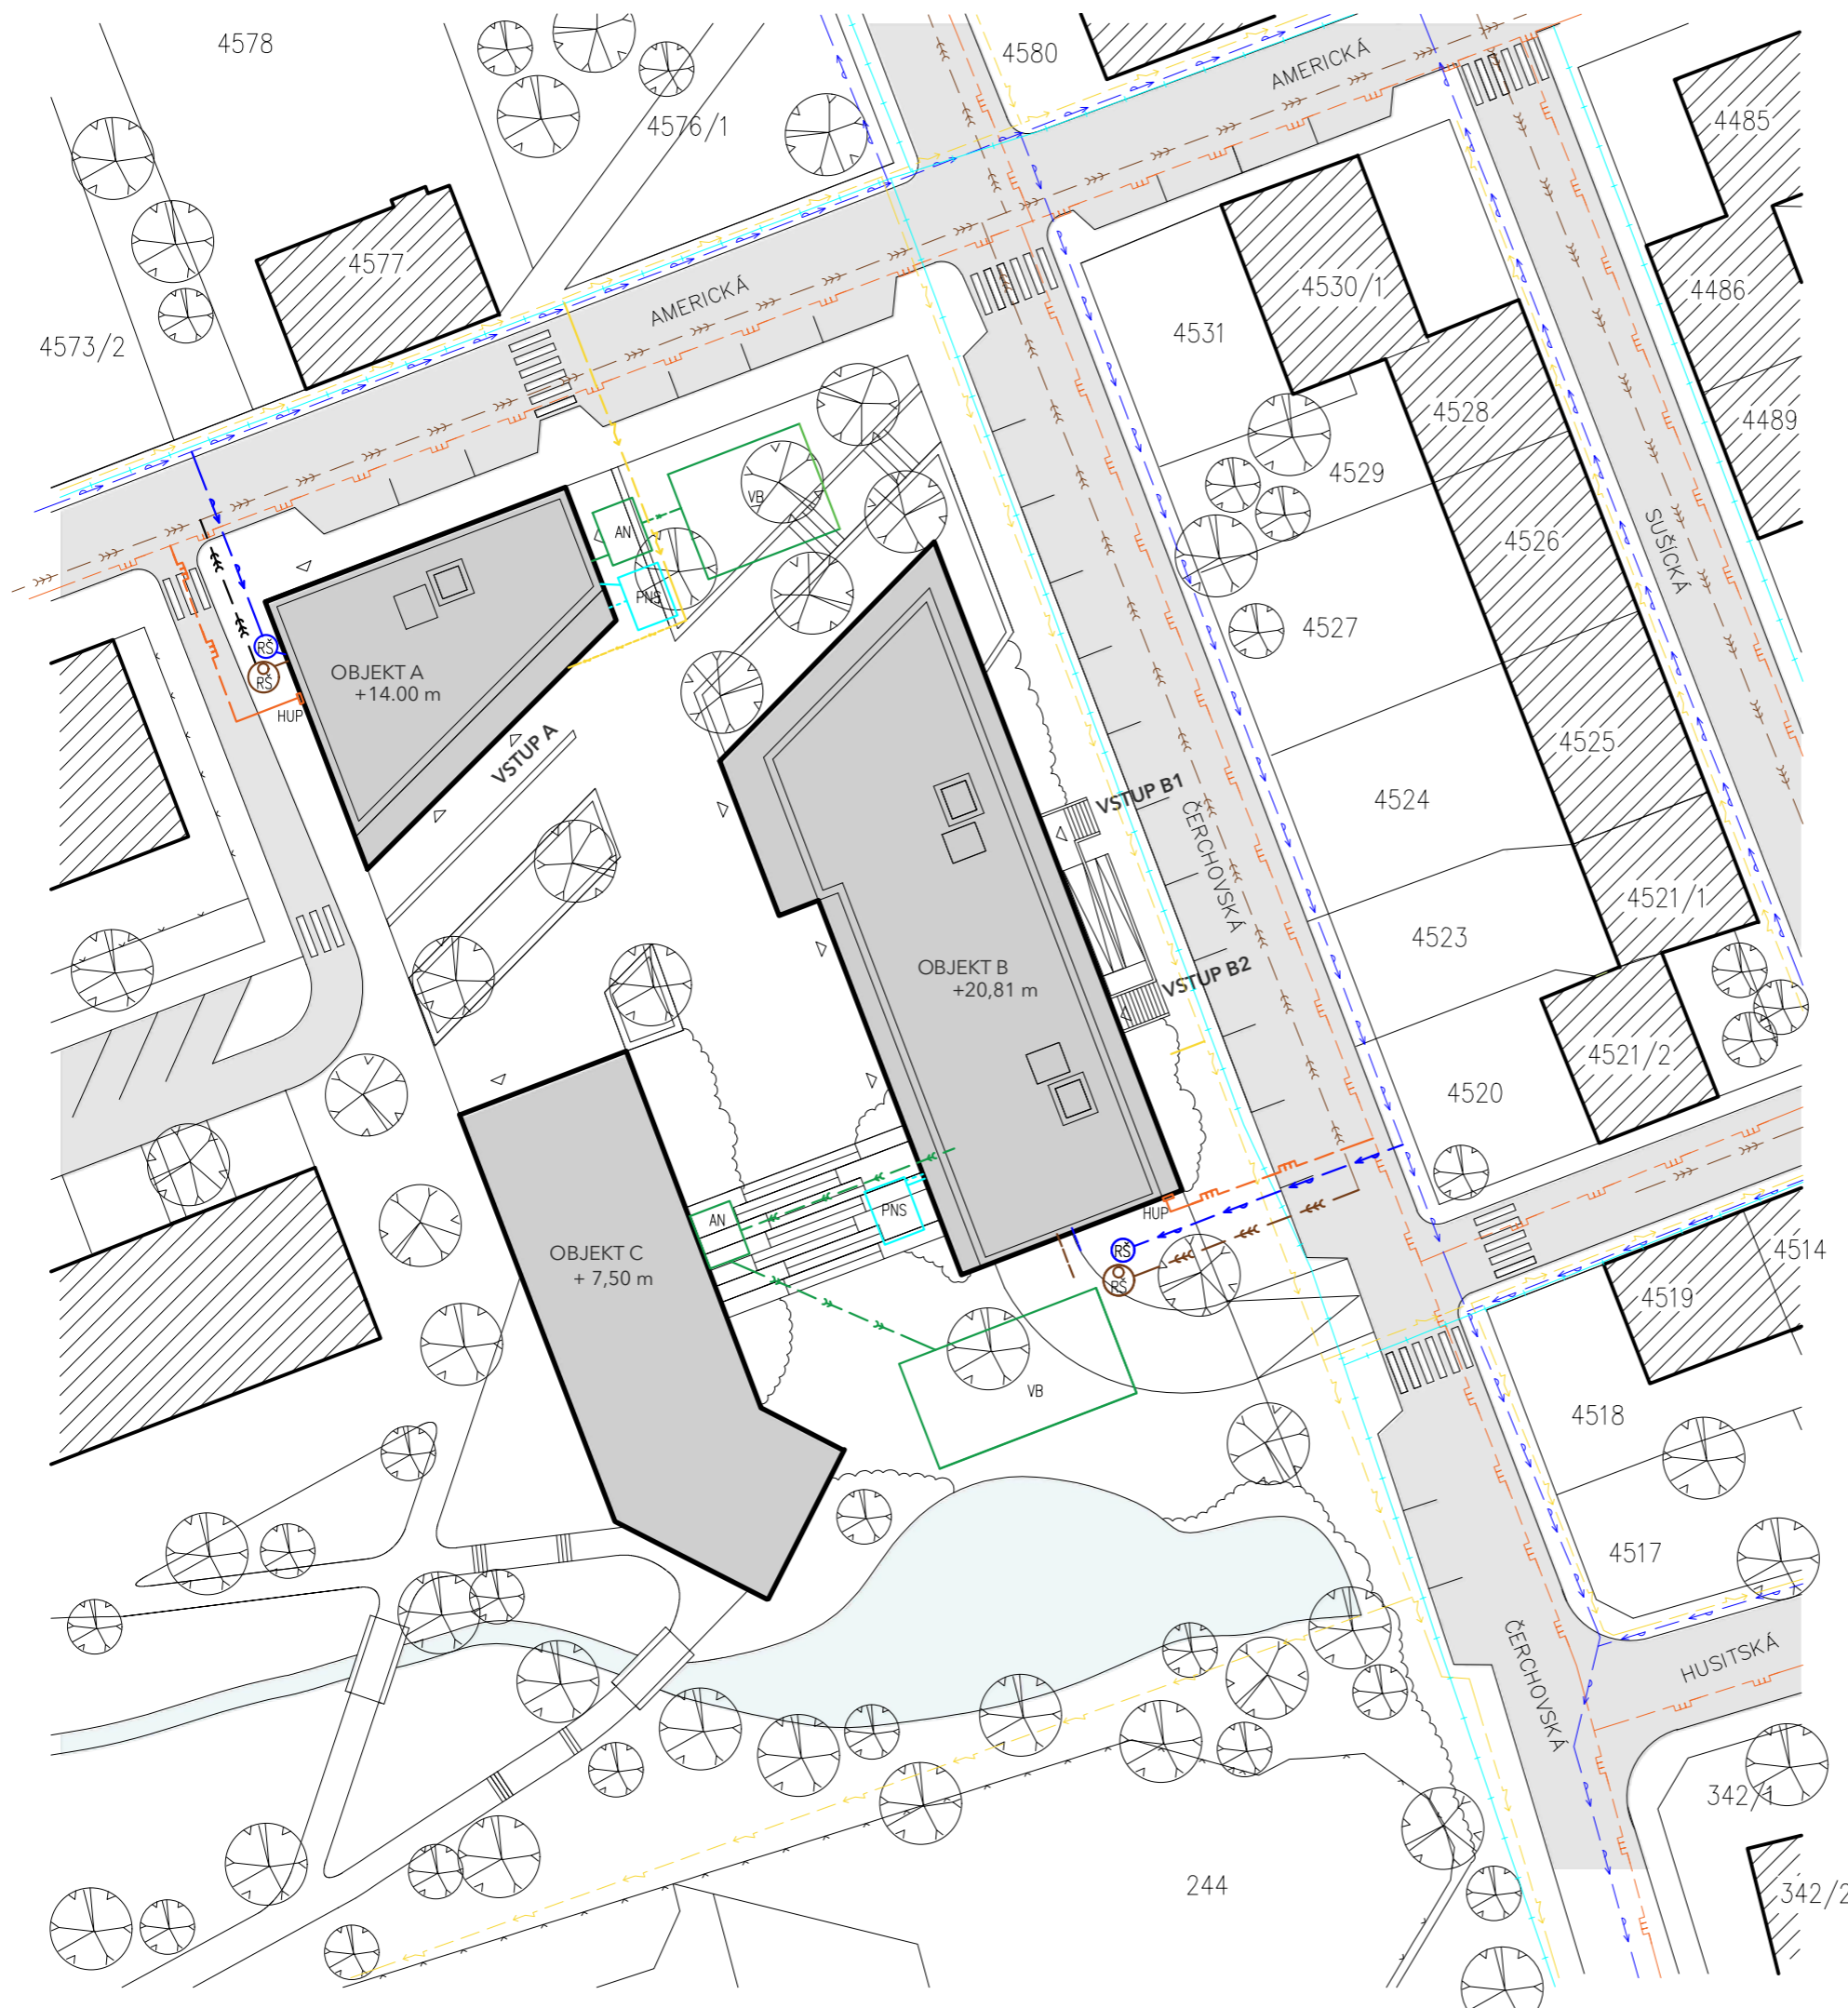 4578
4580
AMERICKÁ
4576/1
4485
4577
4530/1
4486
AMERICKÁ
4531
4573/2
4528
4489
4529
VB
AN
4526
SUŠICKÁ
PNS
4527
RŠ
OBJEKT A
+14.00 m
RŠ
HUP
VSTUP A
4525
VSTUP B1
4524
ČERCHOVSKÁ
4521/1
4523
OBJEKT B
+20,81 m
VSTUP B2
4521/2
4520
AN
PNS
HUP
OBJEKT C
+ 7,50 m
RŠ
RŠ
4514
4519
VB
4518
4517
ČERCHOVSKÁ
HUSITSKÁ
342/1
244
342/2